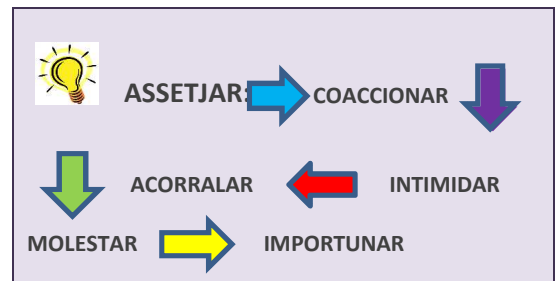 ASSETJAR: COACCIONAR
ACORRALAR INTIMIDAR
MOLESTAR IMPORTUNAR